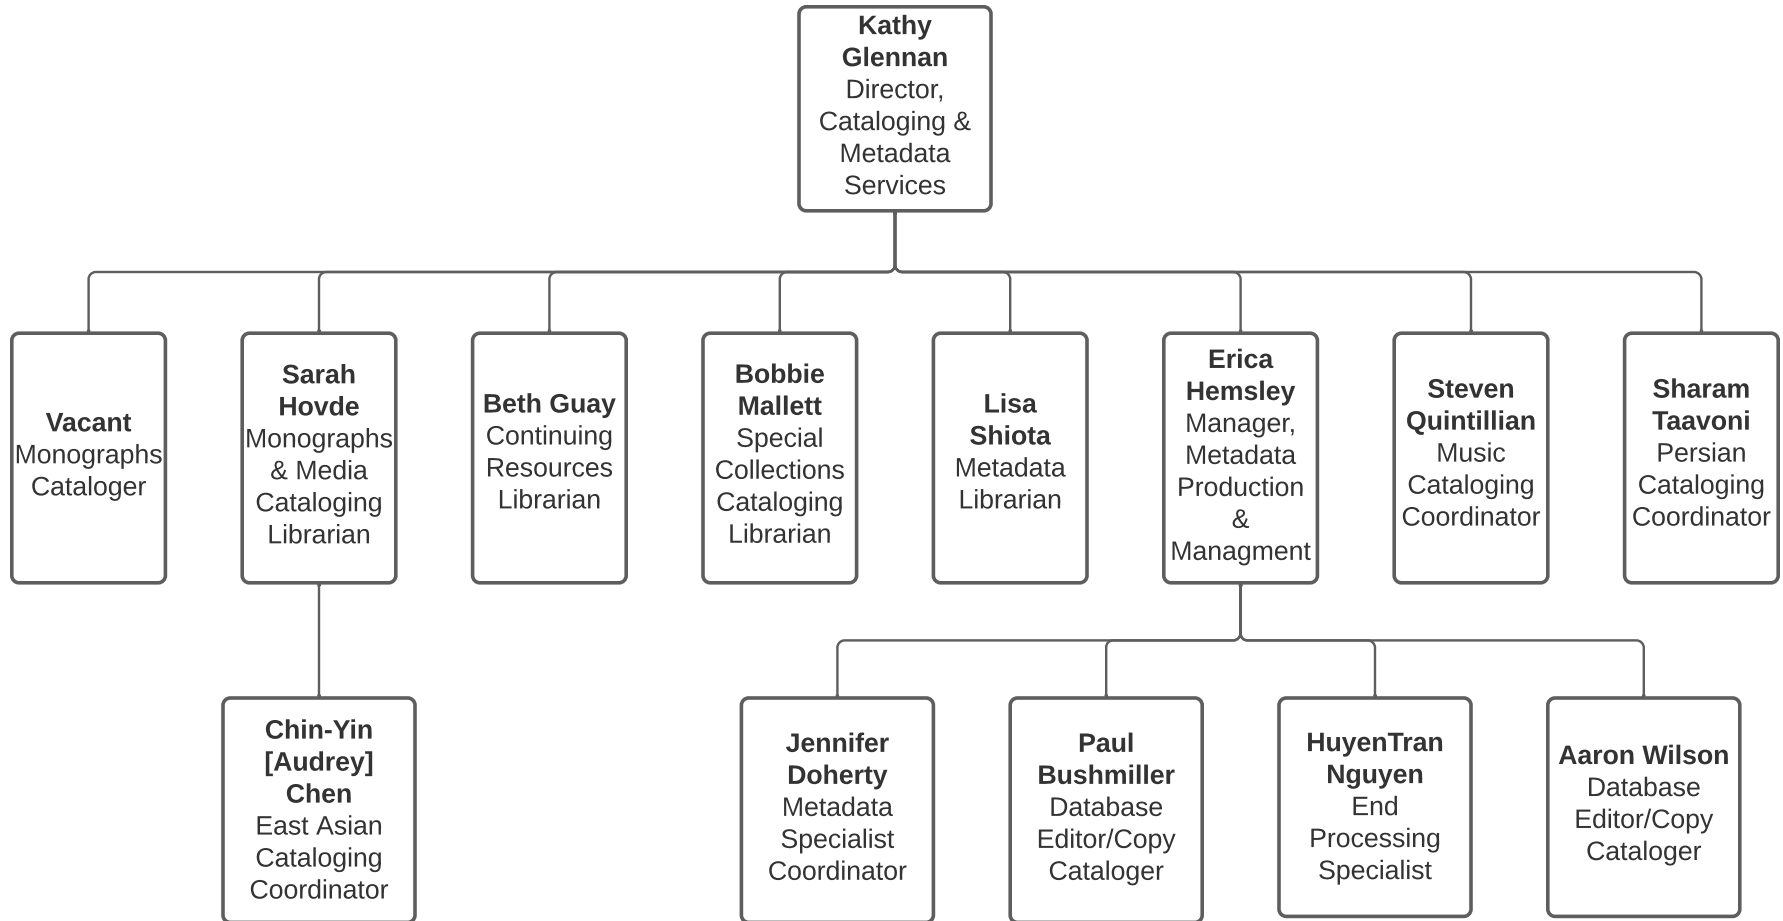 Kathy
Glennan
Director,
Cataloging &
Metadata
Services
Vacant
Monographs
Cataloger
Sarah
Hovde
Monographs
& Media
Cataloging
Librarian
Beth Guay
Continuing
Resources
Librarian
Bobbie
Mallett
Special
Collections
Cataloging
Librarian
Lisa
Shiota
Metadata
Librarian
Erica
Hemsley
Manager,
Metadata
Production
&
Managment
Steven
Quintillian
Music
Cataloging
Coordinator
Sharam
Taavoni
Persian
Cataloging
Coordinator
Chin-Yin
[Audrey]
Chen
East Asian
Cataloging
Coordinator
Jennifer
Doherty
Metadata
Specialist
Coordinator
Paul
Bushmiller
Database
Editor/Copy
Cataloger
HuyenTran
Nguyen
End
Processing
Specialist
Aaron Wilson
Database
Editor/Copy
Cataloger